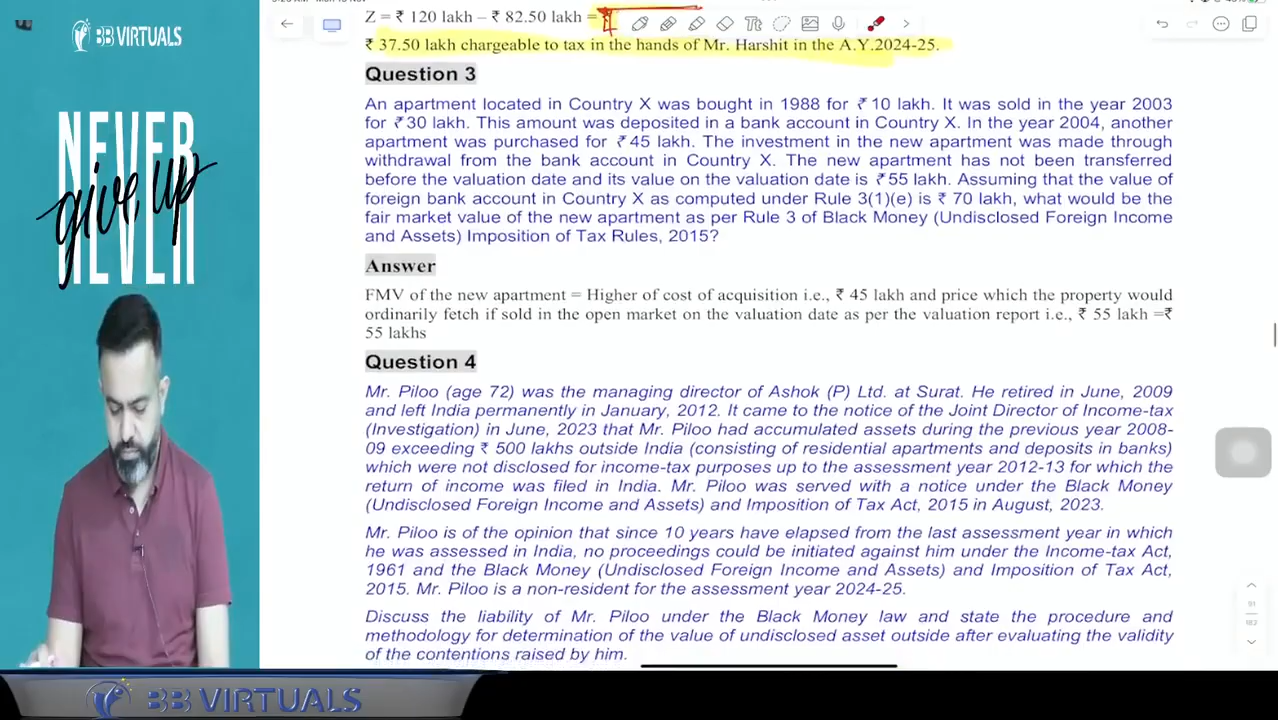 Z = ₹ 120 lakh – ₹ 82.50 lakh = ₹
BB VIRTUALS
₹ 37.50 lakh chargeable to tax in the hands of Mr. Harshit in the A.Y.2024-25.
Question 3
An apartment located in Country X was bought in 1988 for ₹ 10 lakh. It was sold in the year 2003
for ₹ 30 lakh. This amount was deposited in a bank account in Country X. In the year 2004, another
apartment was purchased for ₹ 45 lakh. The investment in the new apartment was made through
withdrawal from the bank account in Country X. The new apartment has not been transferred
before the valuation date and its value on the valuation date is ₹ 55 lakh. Assuming that the value of
foreign bank account in Country X as computed under Rule 3(1)(e) is ₹ 70 lakh, what would be the
fair market value of the new apartment as per Rule 3 of Black Money (Undisclosed Foreign Income
and Assets) Imposition of Tax Rules, 2015?
Answer
FMV of the new apartment = Higher of cost of acquisition i.e., ₹ 45 lakh and price which the property would
ordinarily fetch if sold in the open market on the valuation date as per the valuation report i.e., ₹ 55 lakh =₹
55 lakhs
Question 4
Mr. Piloo (age 72) was the managing director of Ashok (P) Ltd. at Surat. He retired in June, 2009
and left India permanently in January, 2012. It came to the notice of the Joint Director of Income-tax
(Investigation) in June, 2023 that Mr. Piloo had accumulated assets during the previous year 2008-
09 exceeding ₹ 500 lakhs outside India (consisting of residential apartments and deposits in banks)
which were not disclosed for income-tax purposes up to the assessment year 2012-13 for which the
return of income was filed in India. Mr. Piloo was served with a notice under the Black Money
(Undisclosed Foreign Income and Assets) and Imposition of Tax Act, 2015 in August, 2023.
Mr. Piloo is of the opinion that since 10 years have elapsed from the last assessment year in which
he was assessed in India, no proceedings could be initiated against him under the Income-tax Act,
1961 and the Black Money (Undisclosed Foreign Income and Assets) and Imposition of Tax Act,
2015. Mr. Piloo is a non-resident for the assessment year 2024-25.
Discuss the liability of Mr. Piloo under the Black Money law and state the procedure and
methodology for determination of the value of undisclosed asset outside after evaluating the validity
of the contentions raised by him.
NEVER
give up
NEVER
91
182
BB VIRTUALS